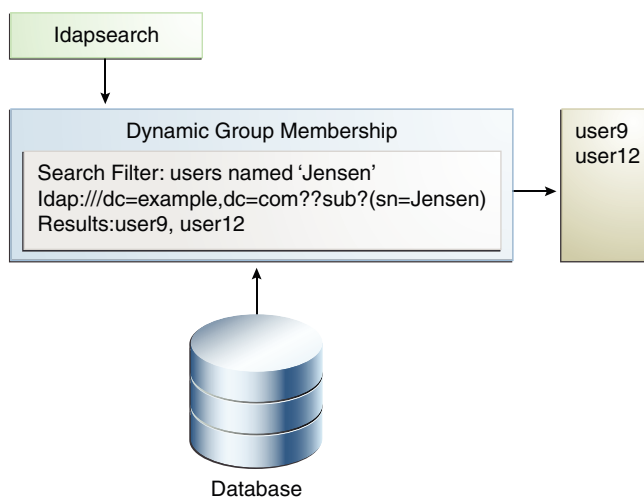 ldapsearch
Dynamic Group Membership
Search Filter: users named ‘Jensen’
ldap:///dc=example,dc=com??sub?(sn=Jensen)
Results:user9, user12
user9
user12
Database